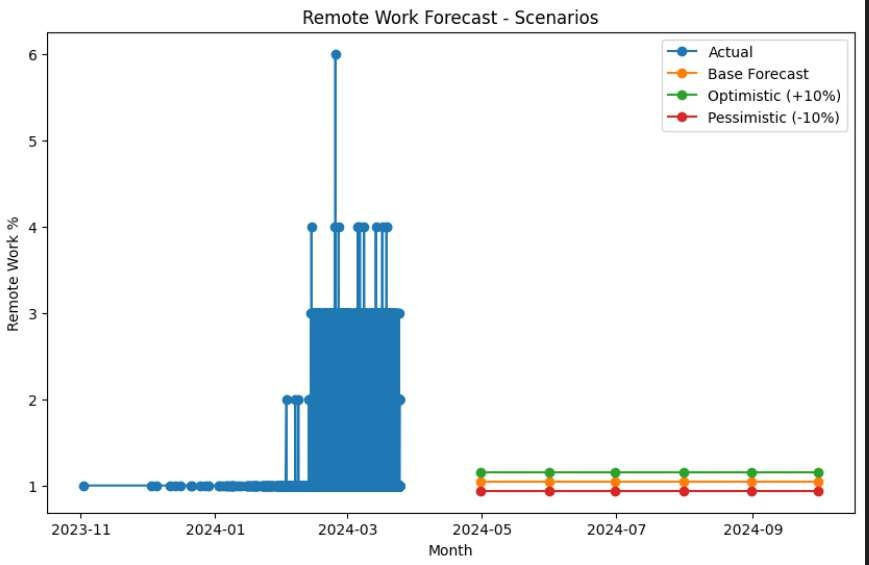 Remote Work Forecast - Scenarios
Actual
Base Forecast
Optimistic (+10%)
Pessimistic (-10%)
Remote Work %
6
5
4
3
2
1
2023-11 2024-01 2024-03 2024-05 2024-07 2024-09
Month